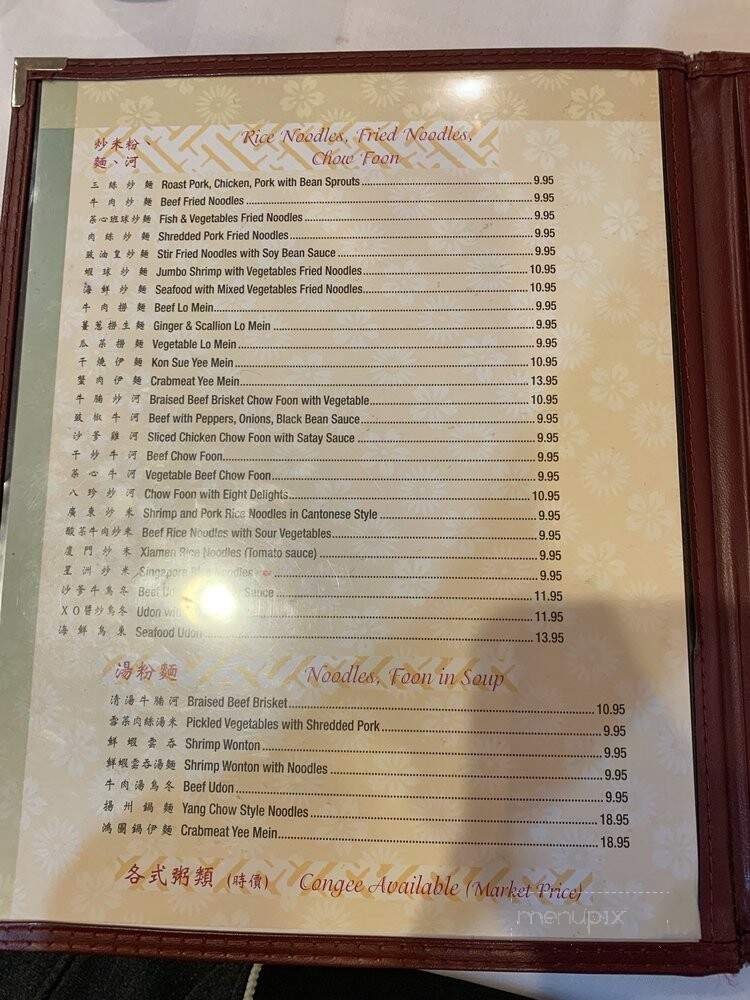 炒米粉、 Rice Noodles, Fried Noodles,
麵、河 Chow Foon
三絲炒麵 Roast Pork, Chicken, Pork with Bean Sprouts 9.95
牛肉炒麵 Beef Fried Noodles 9.95
菜心班球炒麵 Fish & Vegetables Fried Noodles 9.95
肉絲炒麵 Shredded Pork Fried Noodles 9.95
豉油皇炒麵 Stir Fried Noodles with Soy Bean Sauce 9.95
蝦球炒麵 Jumbo Shrimp with Vegetables Fried Noodles 10.95
海鮮炒麵 Seafood with Mixed Vegetables Fried Noodles 10.95
牛肉撈麵 Beef Lo Mein 9.95
薑蔥撈生麵 Ginger & Scallion Lo Mein 9.95
瓜菜撈麵 Vegetable Lo Mein 9.95
干燒伊麵 Kon Sue Yee Mein 10.95
蟹肉伊麵 Crabmeat Yee Mein 13.95
牛腩炒河 Braised Beef Brisket Chow Foon with Vegetable 10.95
豉椒牛河 Beef with Peppers, Onions, Black Bean Sauce 9.95
沙爹雞河 Sliced Chicken Chow Foon with Satay Sauce 9.95
干炒牛河 Beef Chow Foon 9.95
菜心牛河 Vegetable Beef Chow Foon 9.95
八珍炒河 Chow Foon with Eight Delights 10.95
廣東炒米 Shrimp and Pork Rice Noodles in Cantonese Style 9.95
酸菜牛肉炒米 Beef Rice Noodles with Sour Vegetables 9.95
廈門炒米 Xiamen Rice Noodles (Tomato sauce) 9.95
星洲炒米 Singapore Noodles 9.95
沙爹牛烏冬 Beef Sauce 11.95
XO醬炒烏冬 Udon with 11.95
海鮮烏東 Seafood Udon 13.95
湯粉麵 Noodles, Foon in Soup
清湯牛腩河 Braised Beef Brisket 10.95
雪菜肉絲湯米 Pickled Vegetables with Shredded Pork 9.95
鮮蝦雲吞 Shrimp Wonton 9.95
鮮蝦雲吞湯麵 Shrimp Wonton with Noodles 9.95
牛肉湯烏冬 Beef Udon 9.95
揚州鍋麵 Yang Chow Style Noodles 18.95
鴻圖鍋伊麵 Crabmeat Yee Mein 18.95
各式粥類 (時價) Congee Available (Market Price)
menupix